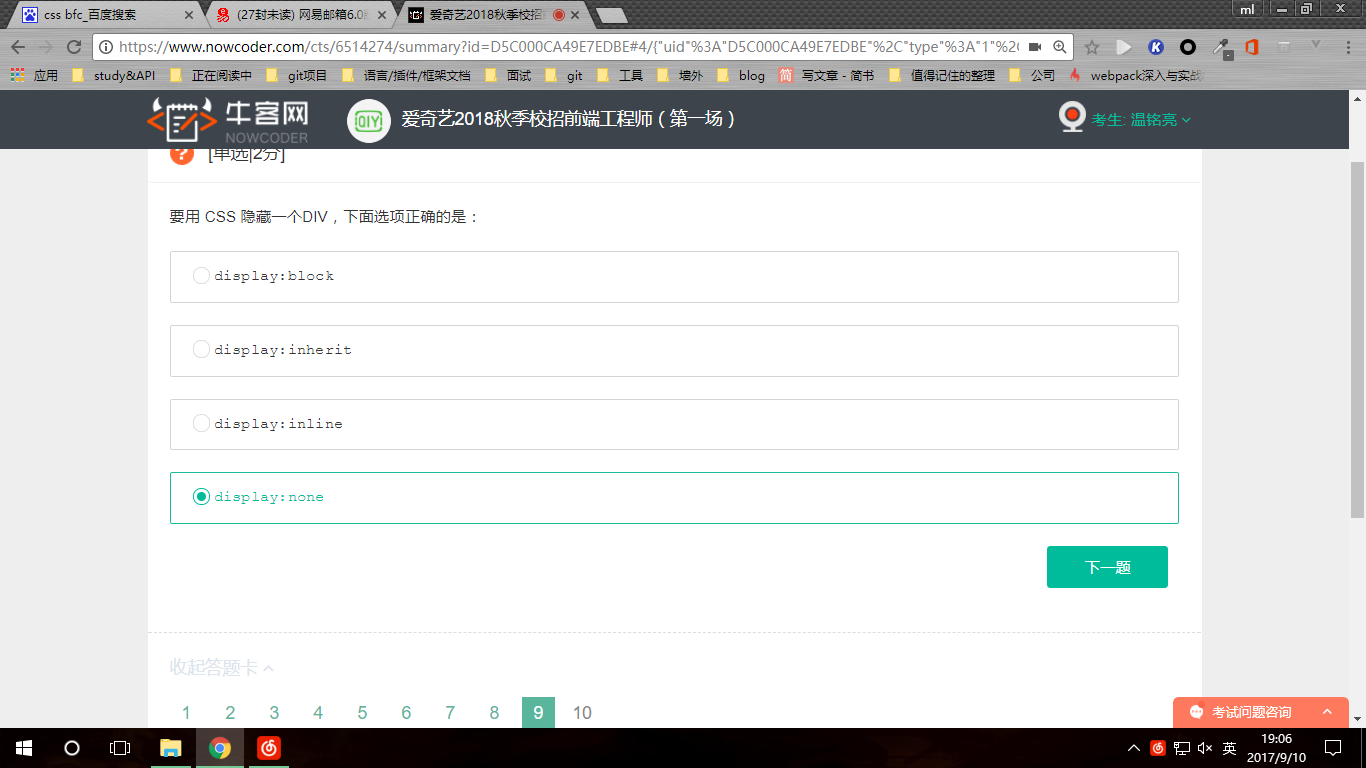 css bfc_百度搜索
(27封未读) 网易邮箱6.0
爱奇艺2018秋季校招
ml
https://www.nowcoder.com/cts/6514274/summary?id=D5C000CA49E7EDBE#4/{"uid"%3A"D5C000CA49E7EDBE"%2C"type"%3A"1"%2
应用 study&API 正在阅读中 git项目 语言/插件/框架文档 面试 git 工具 墙外 blog 简 写文章 - 简书 值得记住的整理 公司 webpack深入与实战
牛客网
NOWCODER
QIY
爱奇艺2018秋季校招前端工程师（第一场）
考生: 温铭亮
[单选|2分]
要用 CSS 隐藏一个DIV，下面选项正确的是：
display:block
display:inherit
display:inline
display:none
下一题
收起答题卡
1 2 3 4 5 6 7 8 9 10
考试问题咨询
英
19:06
2017/9/10